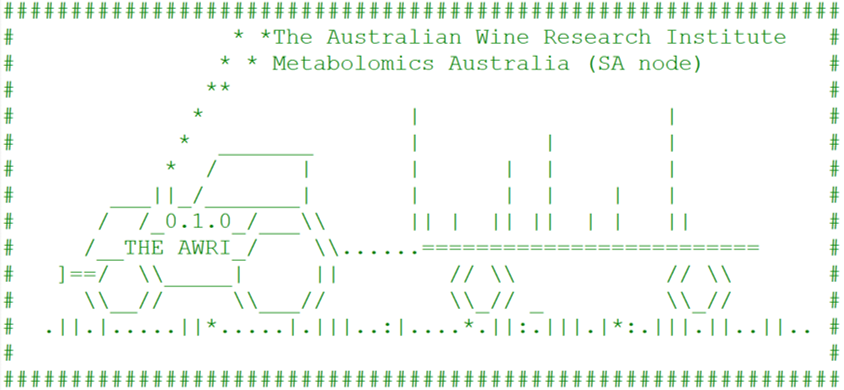 The Australian Wine Research Institute
Metabolomics Australia (SA node)
0.1.0
THE AWRI